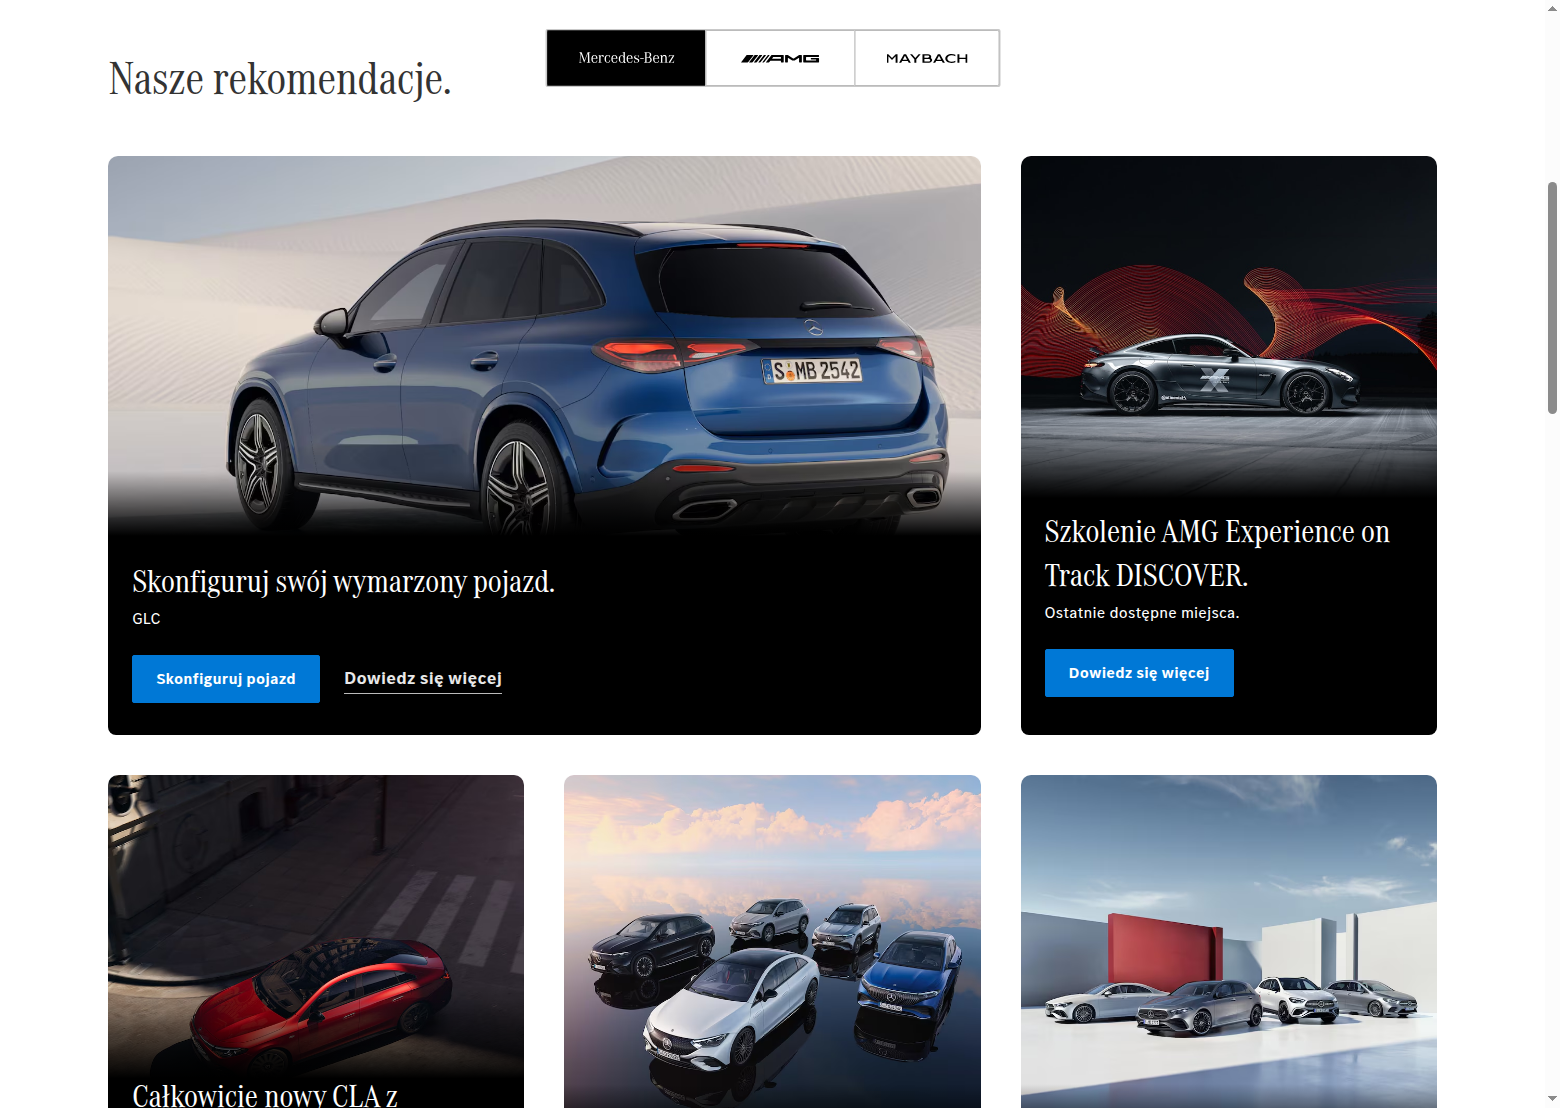 Mercedes-Benz
AMG
MAYBACH
Nasze rekomendacje.
S MB 2542
Skonfiguruj swój wymarzony pojazd.
GLC
Skonfiguruj pojazd
Dowiedz się więcej
Szkolenie AMG Experience on
Track DISCOVER.
Ostatnie dostępne miejsca.
Dowiedz się więcej
Całkowicie nowy CLA z